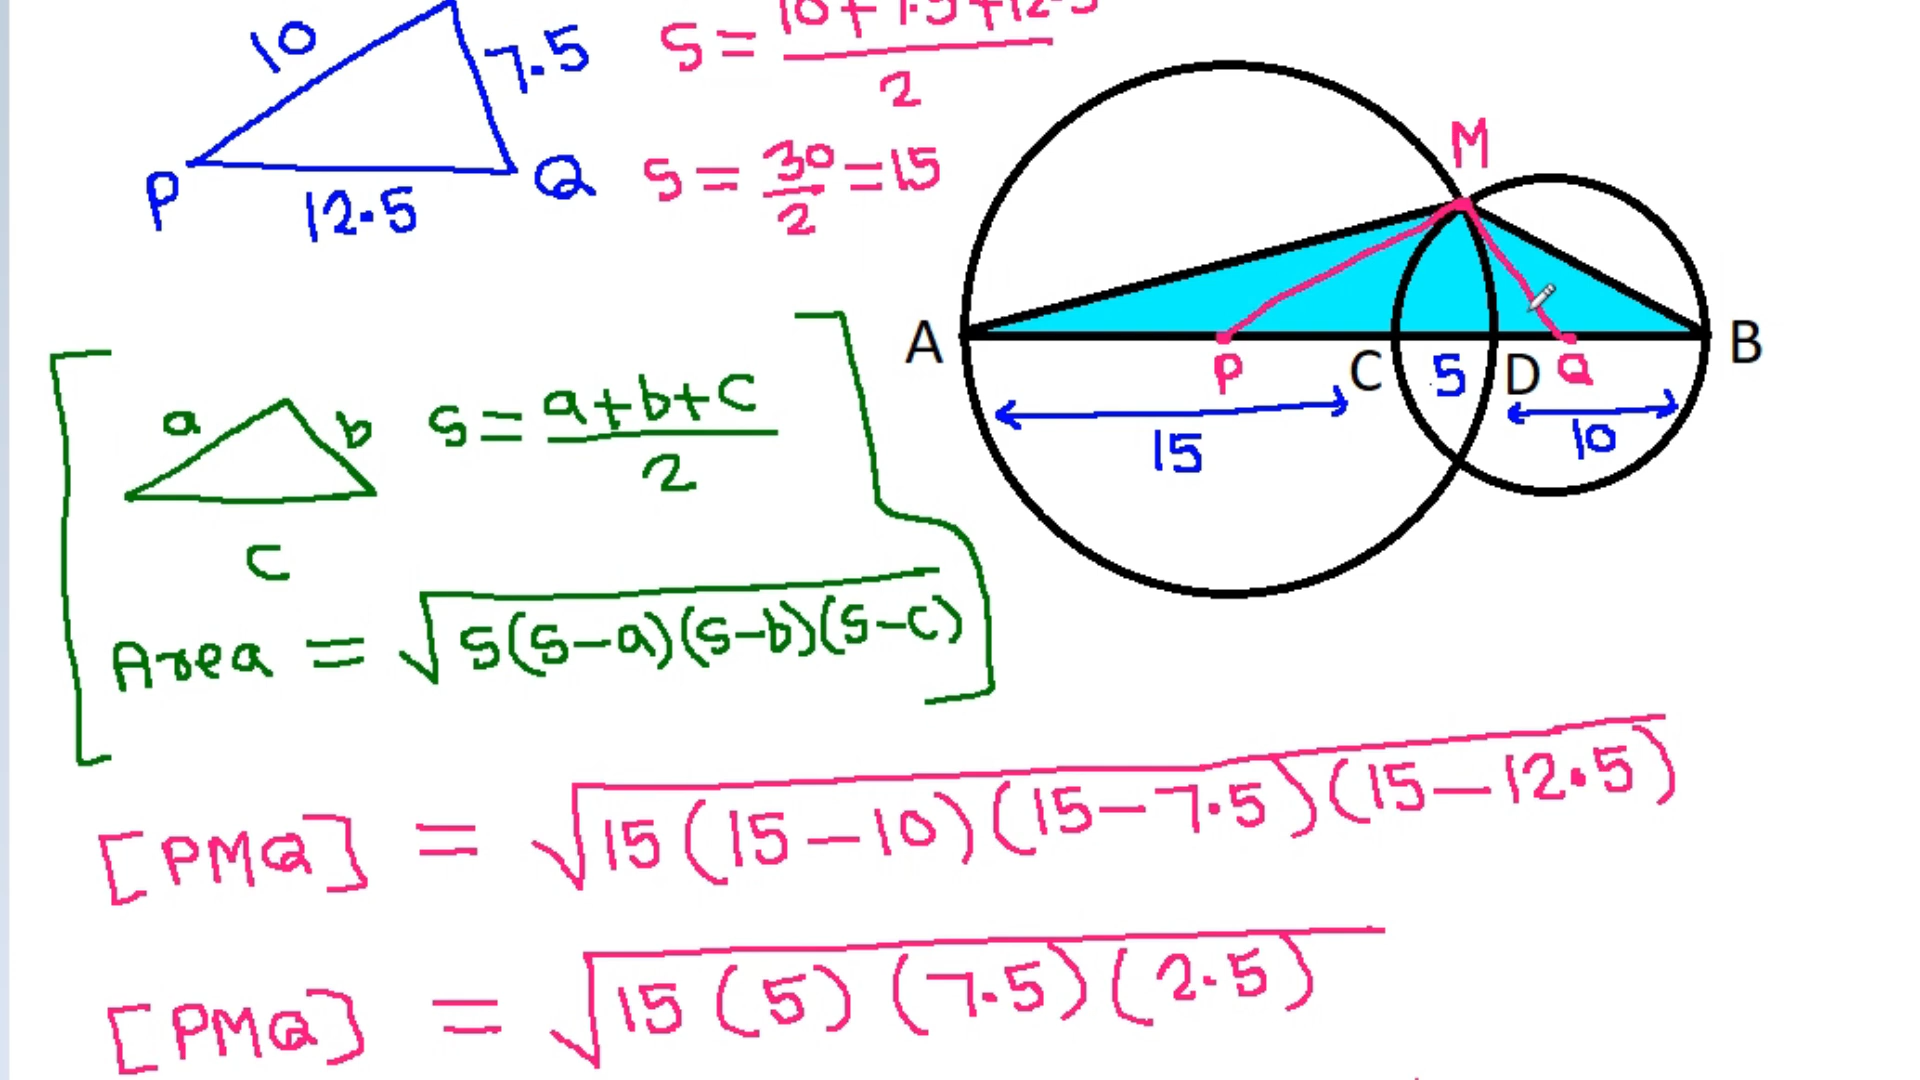 10
7.5
P
12.5
Q
S = 10+7.5+12.5 / 2
S = 30/2 = 15
M
A
P
C
5
D
Q
B
15
10
a
b
c
S = a+b+c / 2
Area = √S(S-a)(S-b)(S-c)
[PMQ] = √15(15-10)(15-7.5)(15-12.5)
[PMQ] = √15(5)(7.5)(2.5)